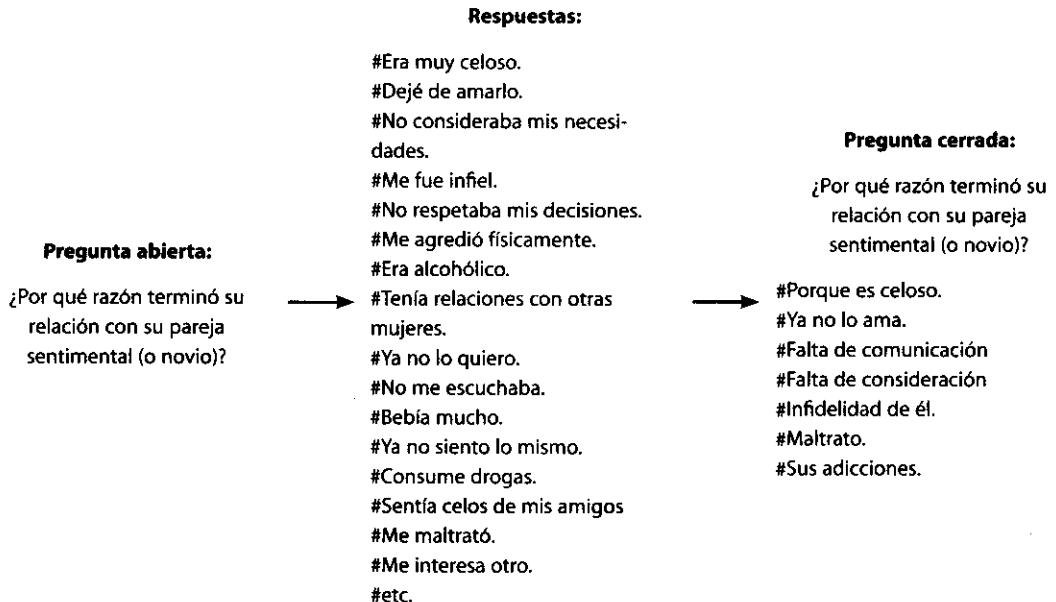 Pregunta abierta:
¿Por qué razón terminó su
relación con su pareja
sentimental (o novio)?
Respuestas:
#Era muy celoso.
#Dejé de amarlo.
#No consideraba mis necesi-
dades.
#Me fue infiel.
#No respetaba mis decisiones.
#Me agredió físicamente.
#Era alcohólico.
#Tenía relaciones con otras
mujeres.
#Ya no lo quiero.
#No me escuchaba.
#Bebía mucho.
#Ya no siento lo mismo.
#Consume drogas.
#Sentía celos de mis amigos
#Me maltrató.
#Me interesa otro.
#etc.
Pregunta cerrada:
¿Por qué razón terminó su
relación con su pareja
sentimental (o novio)?
#Porque es celoso.
#Ya no lo ama.
#Falta de comunicación
#Falta de consideración
#Infidelidad de él.
#Maltrato.
#Sus adicciones.